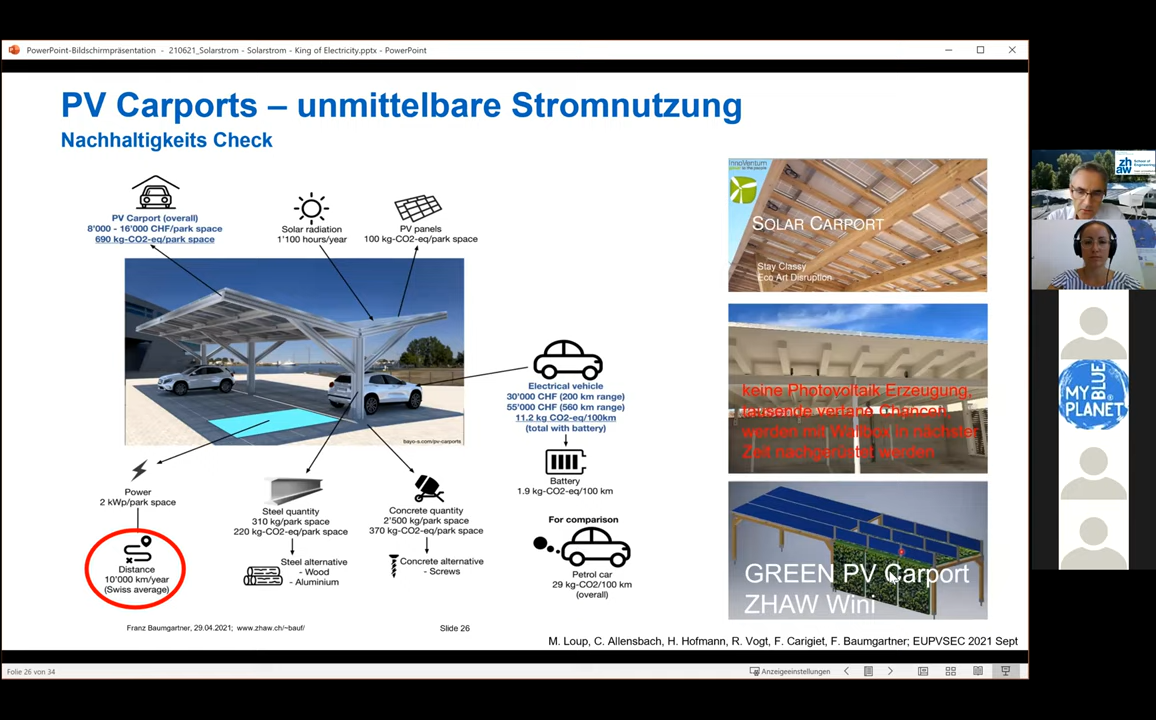 PowerPoint-Bildschirmpräsentation - 210621_Solarstrom - Solarstrom - King of Electricity.pptx - PowerPoint
PV Carports – unmittelbare Stromnutzung
Nachhaltigkeits Check
PV Carport (overall)
8'000 - 16'000 CHF/park space
690 kg-CO2-eq/park space
Solar radiation
1'100 hours/year
PV panels
100 kg-CO2-eq/park space
bayo-s.com/pv-carports
Electrical vehicle
30'000 CHF (200 km range)
55'000 CHF (560 km range)
11.2 kg CO2-eq/100km
(total with battery)
Battery
1.9 kg-CO2-eq/100 km
For comparison
Petrol car
29 kg-CO2/100 km
(overall)
Power
2 kWp/park space
Distance
10'000 km/year
(Swiss average)
Steel quantity
310 kg/park space
220 kg-CO2-eq/park space
Steel alternative
- Wood
- Aluminium
Concrete quantity
2'500 kg/park space
370 kg-CO2-eq/park space
Concrete alternative
- Screws
InnoVentum
SOLAR CARPORT
Stay Classy
Eco Art Disruption
keine Photovoltaik Erzeugung,
tausende vertane Chancen,
werden mit Wallbox in nächster
Zeit nachgerüstet werden
GREEN PV Carport
ZHAW Wini
Franz Baumgartner, 29.04.2021; www.zhaw.ch/~bauf/
Slide 26
M. Loup, C. Allensbach, H. Hofmann, R. Vogt, F. Carigiet, F. Baumgartner; EUPVSEC 2021 Sept
Folie 26 von 34
Anzeigeeinstellungen
zh
aw
School of
Engineering
MY
BLUE
PLANET